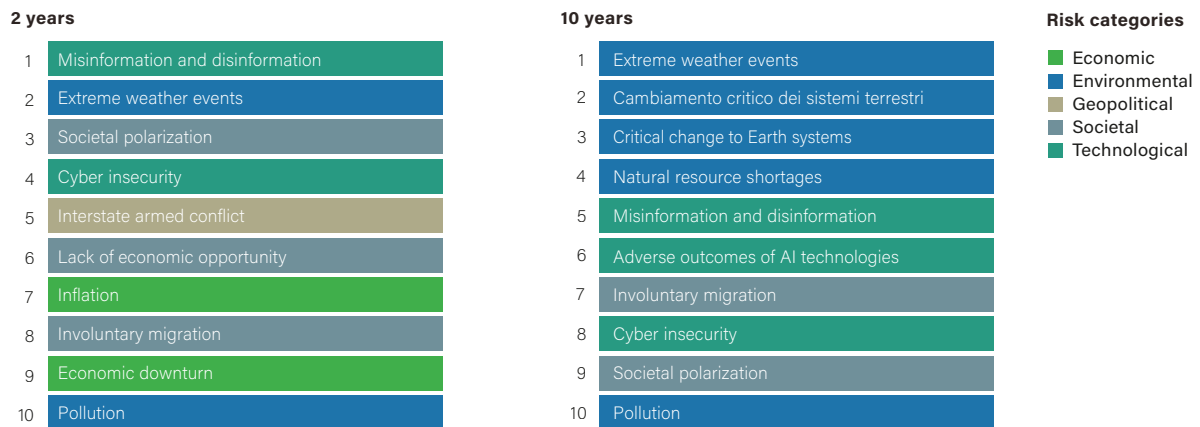 2 years
1 Misinformation and disinformation
2 Extreme weather events
3 Societal polarization
4 Cyber insecurity
5 Interstate armed conflict
6 Lack of economic opportunity
7 Inflation
8 Involuntary migration
9 Economic downturn
10 Pollution
10 years
1 Extreme weather events
2 Cambiamento critico dei sistemi terrestri
3 Critical change to Earth systems
4 Natural resource shortages
5 Misinformation and disinformation
6 Adverse outcomes of AI technologies
7 Involuntary migration
8 Cyber insecurity
9 Societal polarization
10 Pollution
Risk categories
Economic
Environmental
Geopolitical
Societal
Technological